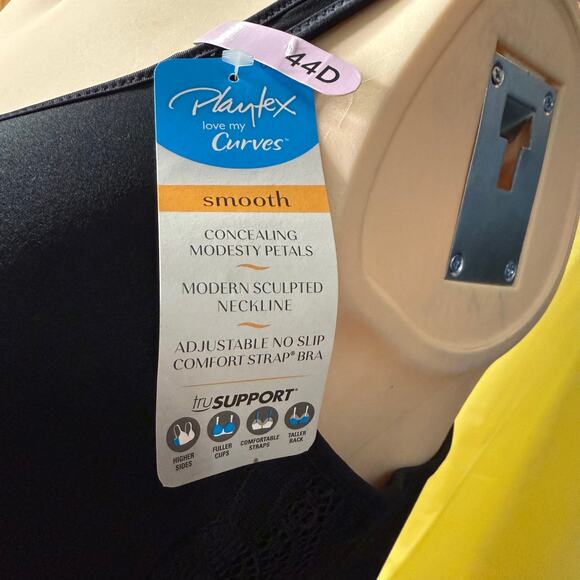 44D
Playtex
love my
Curves™
smooth
CONCEALING
MODESTY PETALS
MODERN SCULPTED
NECKLINE
ADJUSTABLE NO SLIP
COMFORT STRAP® BRA
truSUPPORT®
HIGHER
SIDES
FULLER
CUPS
COMFORTABLE
STRAPS
TALLER
BACK